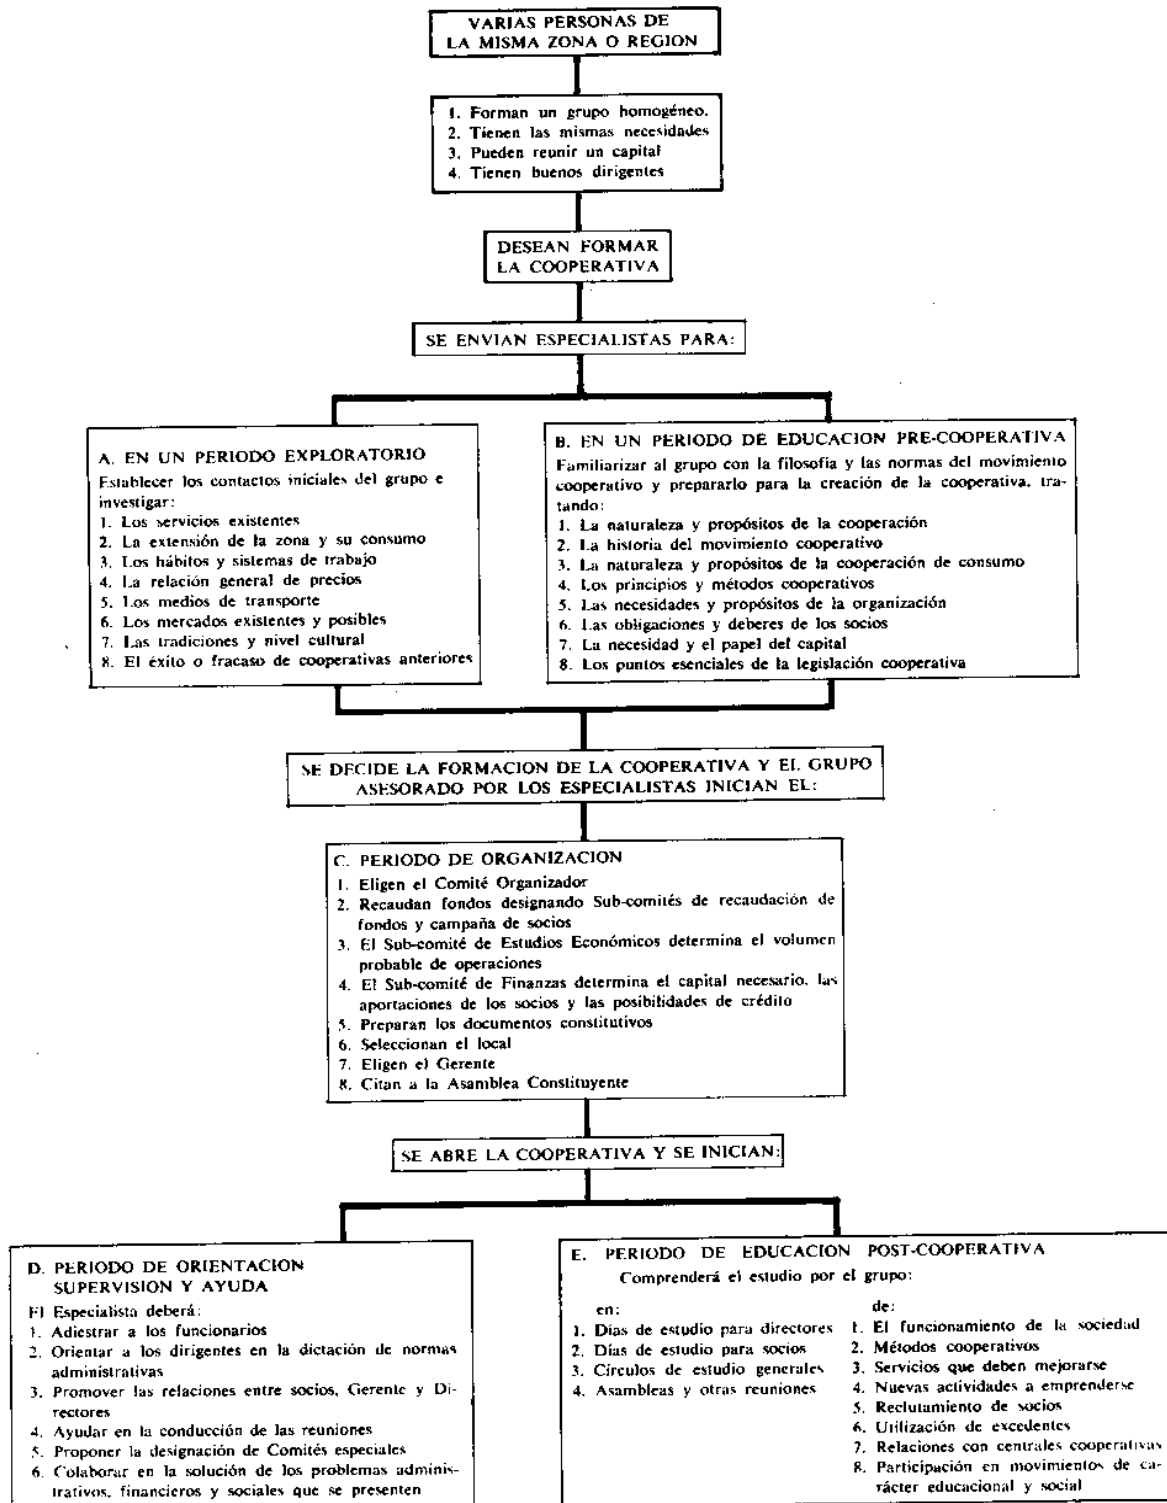 VARIAS PERSONAS DE
LA MISMA ZONA O REGION
1. Forman un grupo homogéneo.
2. Tienen las mismas necesidades
3. Pueden reunir un capital
4. Tienen buenos dirigentes
DESEAN FORMAR
LA COOPERATIVA
SE ENVIAN ESPECIALISTAS PARA:
A. EN UN PERIODO EXPLORATORIO
Establecer los contactos iniciales del grupo e
investigar:
1. Los servicios existentes
2. La extensión de la zona y su consumo
3. Los hábitos y sistemas de trabajo
4. La relación general de precios
5. Los medios de transporte
6. Los mercados existentes y posibles
7. Las tradiciones y nivel cultural
8. El éxito o fracaso de cooperativas anteriores
B. EN UN PERIODO DE EDUCACION PRE-COOPERATIVA
Familiarizar al grupo con la filosofía y las normas del movimiento
cooperativo y prepararlo para la creación de la cooperativa, tra-
tando:
1. La naturaleza y propósitos de la cooperación
2. La historia del movimiento cooperativo
3. La naturaleza y propósitos de la cooperación de consumo
4. Los principios y métodos cooperativos
5. Las necesidades y propósitos de la organización
6. Las obligaciones y deberes de los socios
7. La necesidad y el papel del capital
8. Los puntos esenciales de la legislación cooperativa
SE DECIDE LA FORMACION DE LA COOPERATIVA Y EL GRUPO
ASESORADO POR LOS ESPECIALISTAS INICIAN EL:
C. PERIODO DE ORGANIZACION
1. Eligen el Comité Organizador
2. Recaudan fondos designando Sub-comités de recaudación de
fondos y campaña de socios
3. El Sub-comité de Estudios Económicos determina el volumen
probable de operaciones
4. El Sub-comité de Finanzas determina el capital necesario, las
aportaciones de los socios y las posibilidades de crédito
5. Preparan los documentos constitutivos
6. Seleccionan el local
7. Eligen el Gerente
8. Citan a la Asamblea Constituyente
SE ABRE LA COOPERATIVA Y SE INICIAN:
D. PERIODO DE ORIENTACION
SUPERVISION Y AYUDA
El Especialista deberá:
1. Adiestrar a los funcionarios
2. Orientar a los dirigentes en la dictación de normas
administrativas
3. Promover las relaciones entre socios, Gerente y Di-
rectores
4. Ayudar en la conducción de las reuniones
5. Proponer la designación de Comités especiales
6. Colaborar en la solución de los problemas adminis-
trativos, financieros y sociales que se presenten
E. PERIODO DE EDUCACION POST-COOPERATIVA
Comprenderá el estudio por el grupo:
en:
1. Días de estudio para directores
2. Días de estudio para socios
3. Círculos de estudio generales
4. Asambleas y otras reuniones
de:
1. El funcionamiento de la sociedad
2. Métodos cooperativos
3. Servicios que deben mejorarse
4. Nuevas actividades a emprenderse
5. Reclutamiento de socios
6. Utilización de excedentes
7. Relaciones con centrales cooperativas
8. Participación en movimientos de ca-
rácter educacional y social